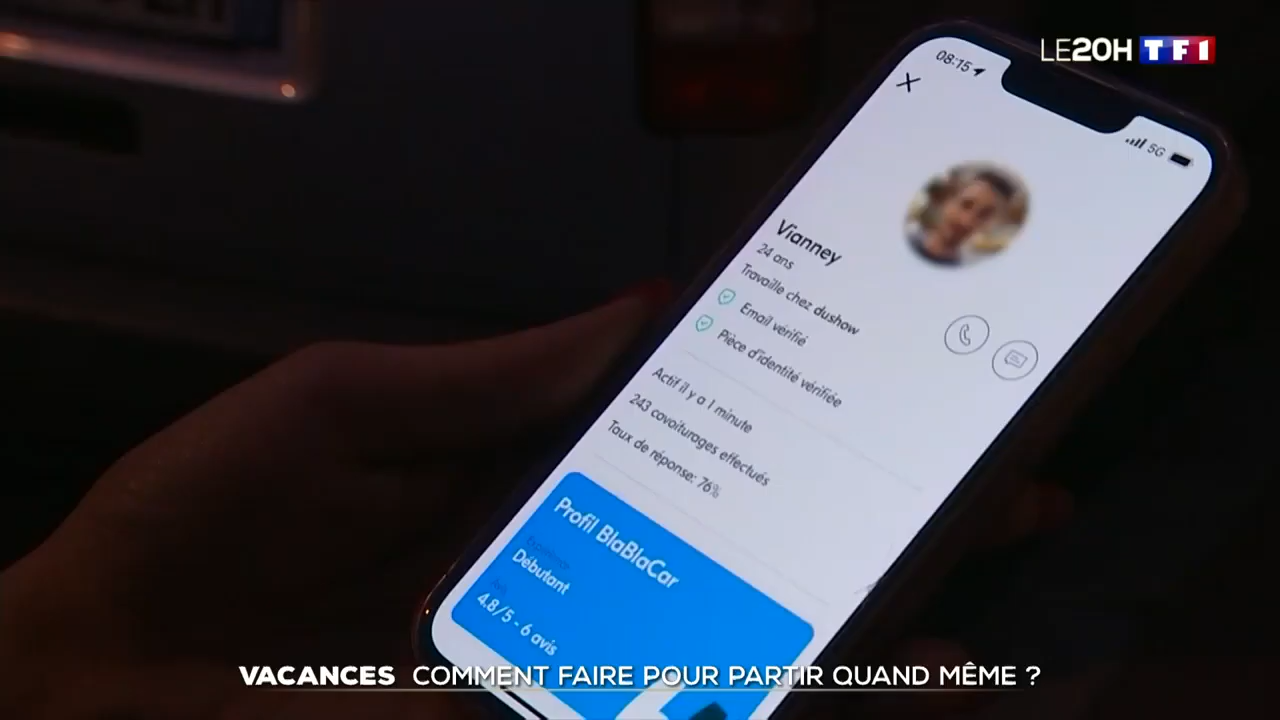 LE20H TF1
08:15
5G
Vianney
24 ans
Travaille chez dushow
Email vérifié
Pièce d'identité vérifiée
Actif il y a 1 minute
243 covoiturages effectués
Taux de réponse: 76%
Profil BlaBlaCar
Expérience
Débutant
Avis
4,8/5 - 6 avis
VACANCES COMMENT FAIRE POUR PARTIR QUAND MÊME ?